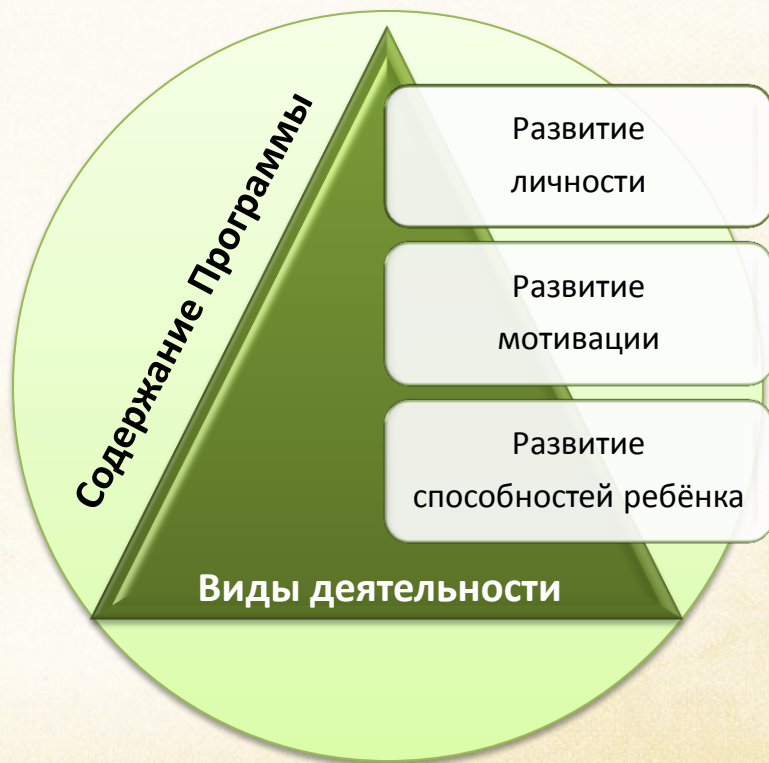 Содержание Программы
Развитие
личности
Развитие
мотивации
Развитие
способностей ребёнка
Виды деятельности